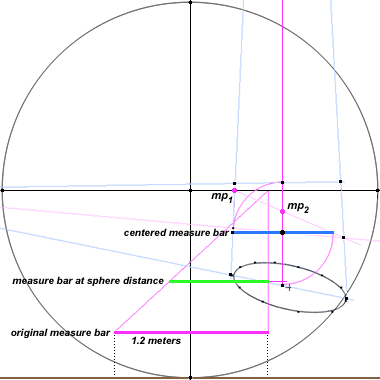 mp1
mp2
centered measure bar
measure bar at sphere distance
original measure bar
1.2 meters